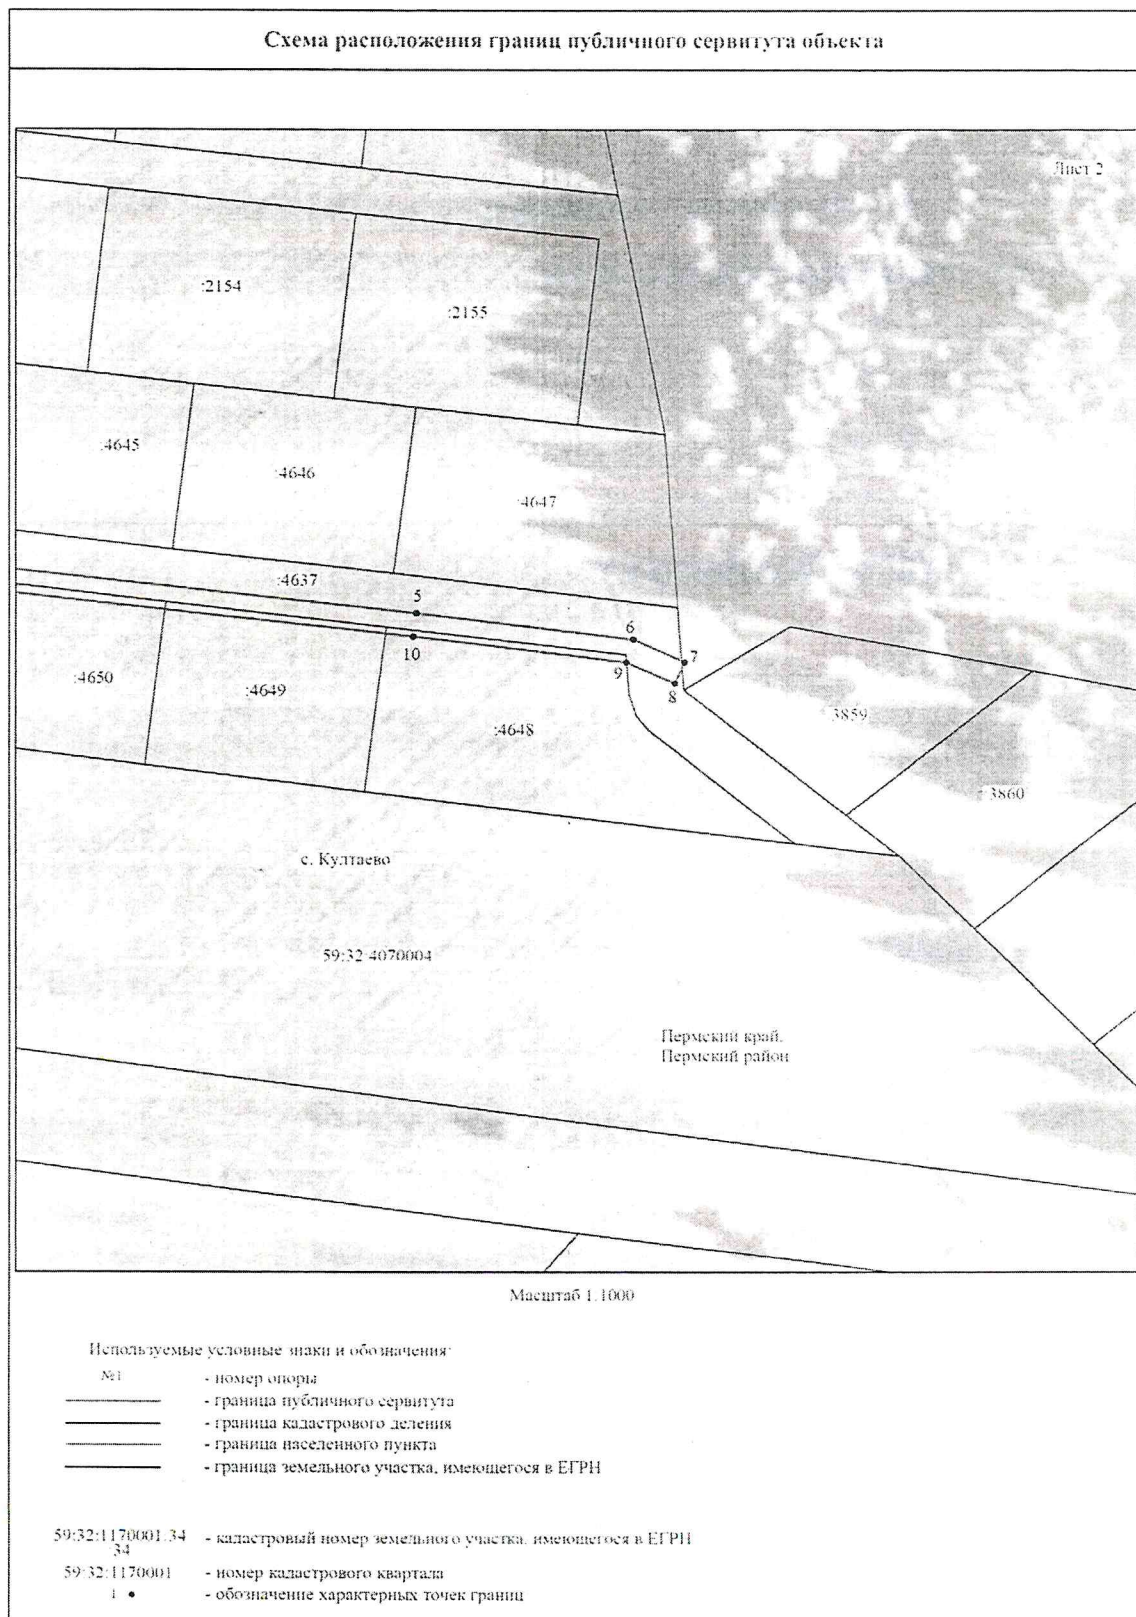 Схема расположения границ публичного сервитута объекта
Лист 2
:2154
:2155
:4645
:4646
:4647
:4637
5
6
7
10
9
8
:4650
:4649
:4648
:3859
:3860
с. Култаево
59:32:4070004
Пермский край,
Пермский район
Масштаб 1:1000
Используемые условные знаки и обозначения:
№1 - номер опоры
- граница публичного сервитута
- граница кадастрового деления
- граница населенного пункта
- граница земельного участка, имеющегося в ЕГРН
59:32:1170001:34 - кадастровый номер земельного участка, имеющегося в ЕГРН
:34
59:32:1170001 - номер кадастрового квартала
1 • - обозначение характерных точек границ